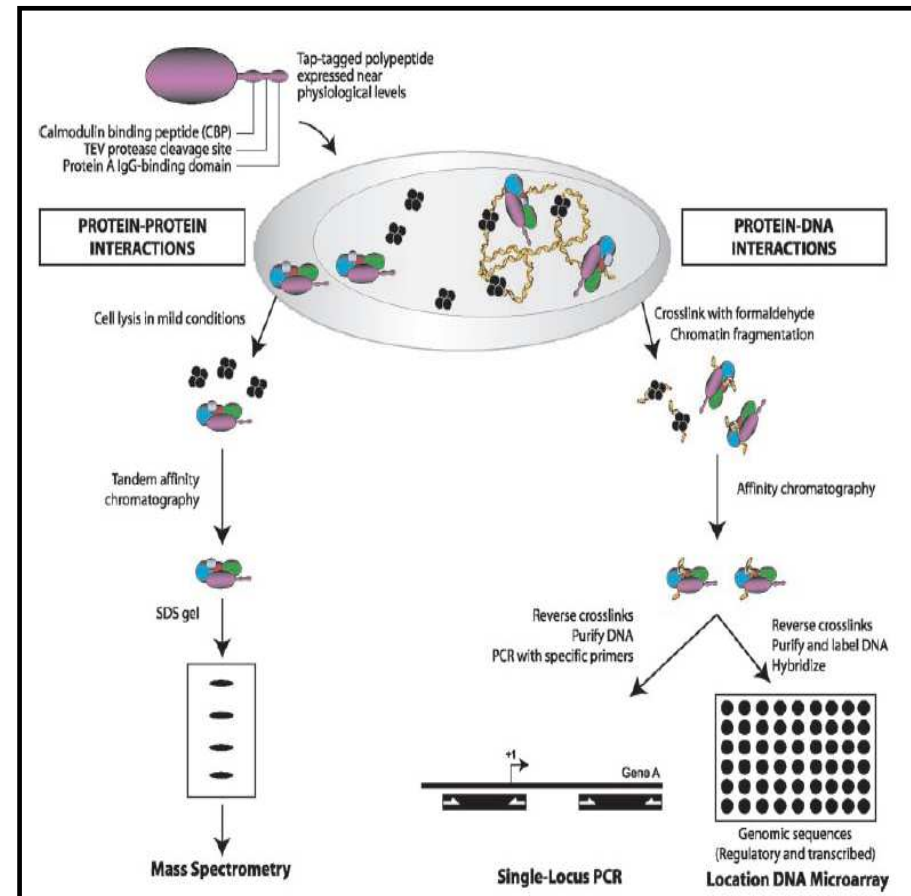 Tap-tagged polypeptide
expressed near
physiological levels
Calmodulin binding peptide (CBP)
TEV protease cleavage site
Protein A IgG-binding domain
PROTEIN-PROTEIN
INTERACTIONS
PROTEIN-DNA
INTERACTIONS
Cell lysis in mild conditions
Crosslink with formaldehyde
Chromatin fragmentation
Tandem affinity
chromatography
Affinity chromatography
SDS gel
Reverse crosslinks
Purify DNA
PCR with specific primers
Reverse crosslinks
Purify and label DNA
Hybridize
+1
Gene A
Genomic sequences
(Regulatory and transcribed)
Mass Spectrometry
Single-Locus PCR
Location DNA Microarray